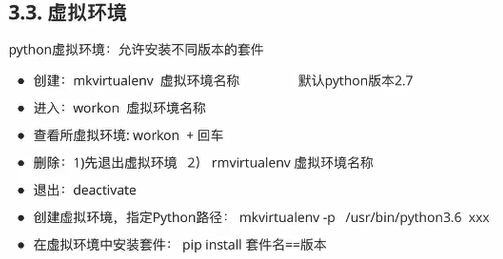 3.3. 虚拟环境
python虚拟环境：允许安装不同版本的套件
• 创建：mkvirtualenv 虚拟环境名称 默认python版本2.7
• 进入：workon 虚拟环境名称
• 查看所虚拟环境: workon + 回车
• 删除：1)先退出虚拟环境 2） rmvirtualenv 虚拟环境名称
• 退出：deactivate
• 创建虚拟环境，指定Python路径： mkvirtualenv -p /usr/bin/python3.6 xxx
• 在虚拟环境中安装套件： pip install 套件名==版本